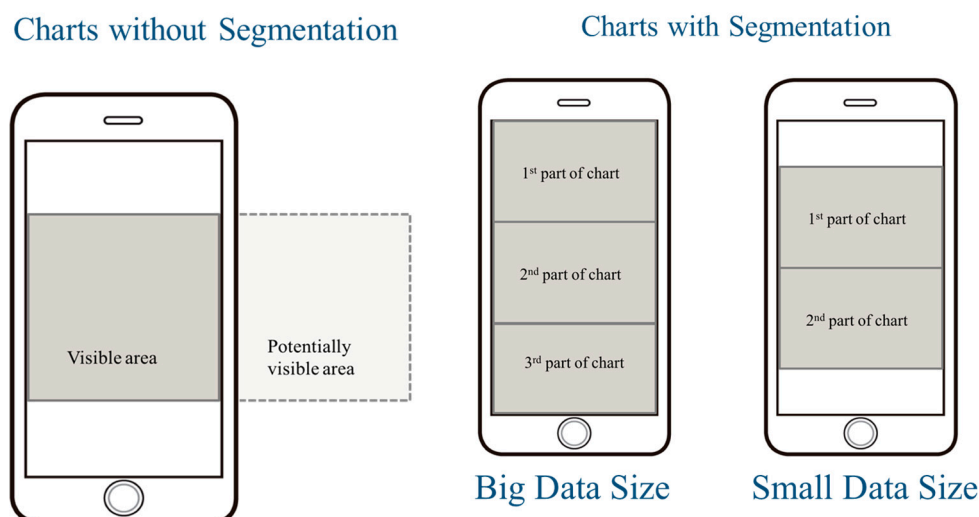 Charts without Segmentation
Charts with Segmentation
Visible area
Potentially
visible area
1st part of chart
2nd part of chart
3rd part of chart
1st part of chart
2nd part of chart
Big Data Size
Small Data Size